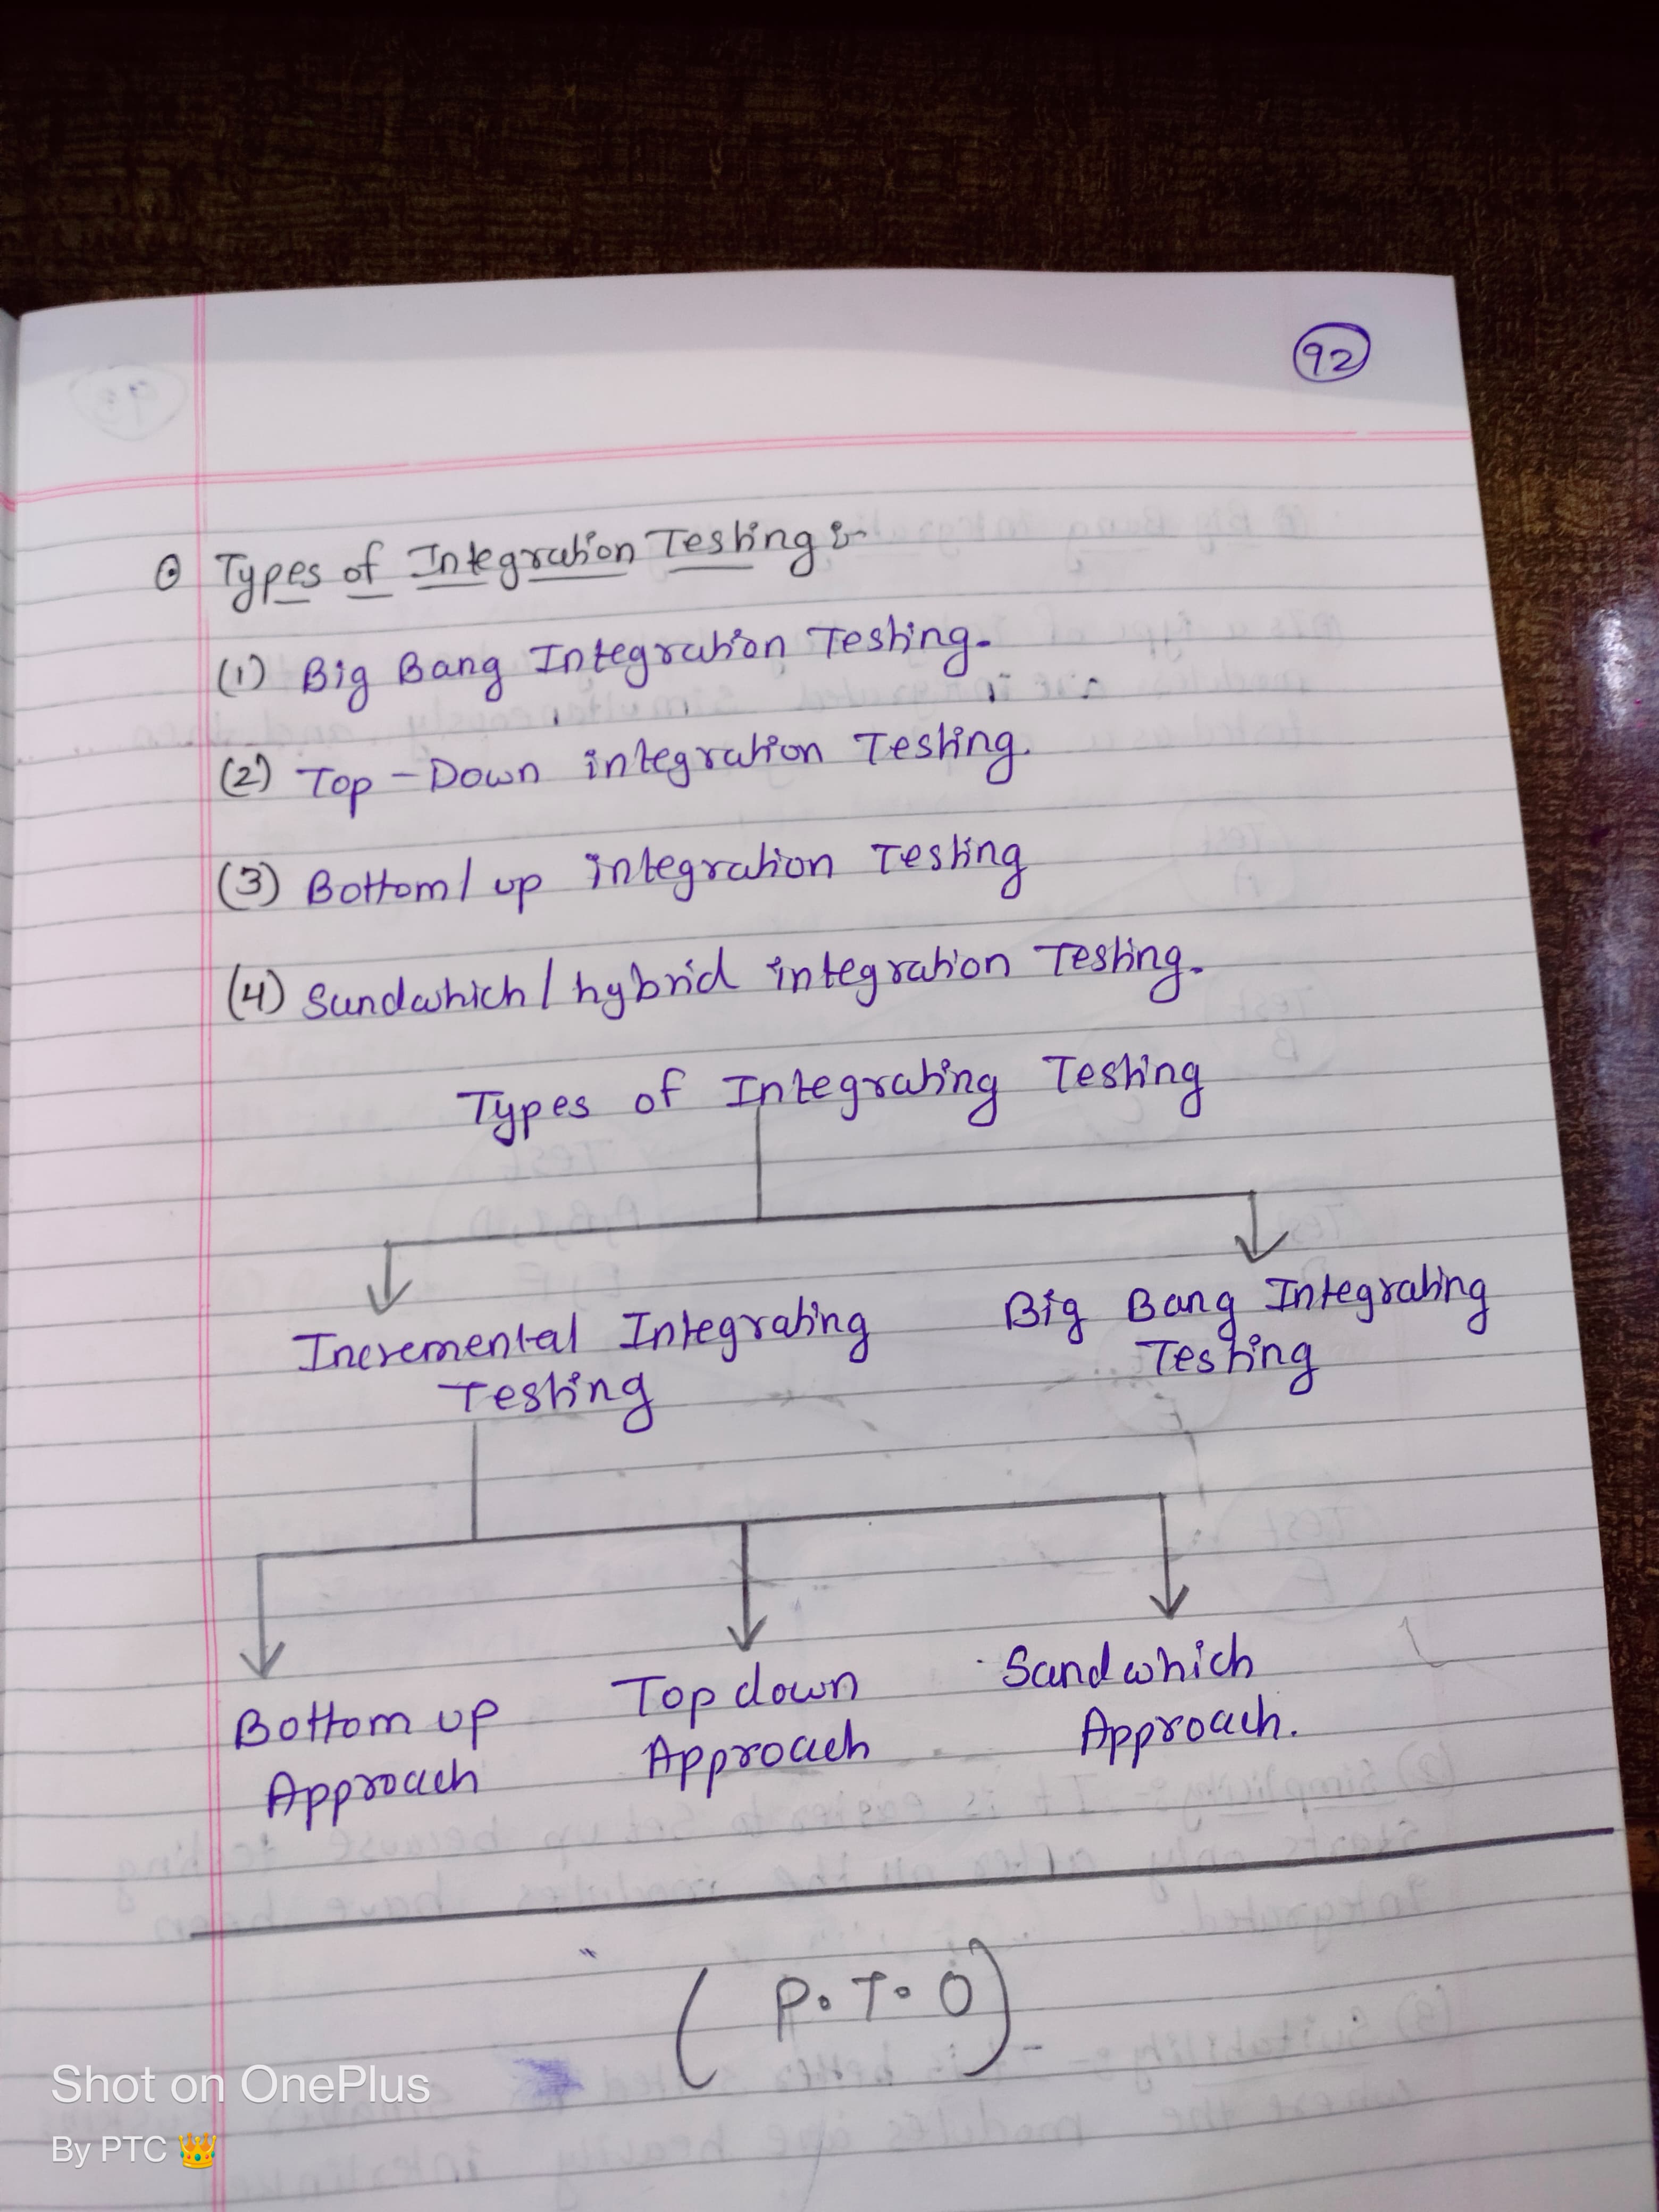 92
Types of Integration Testing :-
(1) Big Bang Integration Testing.
(2) Top - Down integration Testing.
(3) Bottom / up integration Testing
(4) Sandwhich / hybrid integration Testing.
Types of Integrating Testing
Incremental Integrating Testing
Big Bang Integrating Testing
Bottom up Approach
Top down Approach
Sandwhich Approach.
( P.T.O )
Shot on OnePlus
By PTC 👑